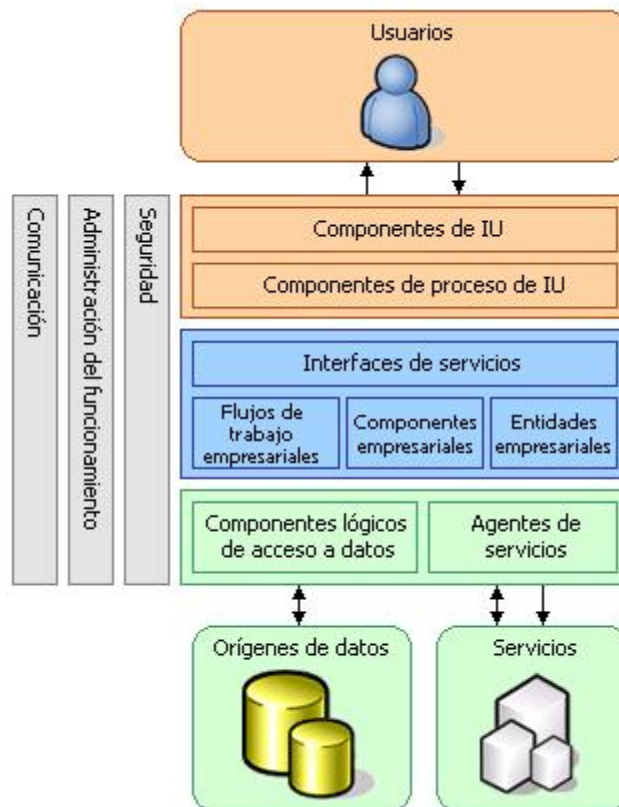 Usuarios
Comunicación
Administración del funcionamiento
Seguridad
Componentes de IU
Componentes de proceso de IU
Interfaces de servicios
Flujos de
trabajo
empresariales
Componentes
empresariales
Entidades
empresariales
Componentes lógicos
de acceso a datos
Agentes de
servicios
Orígenes de datos
Servicios